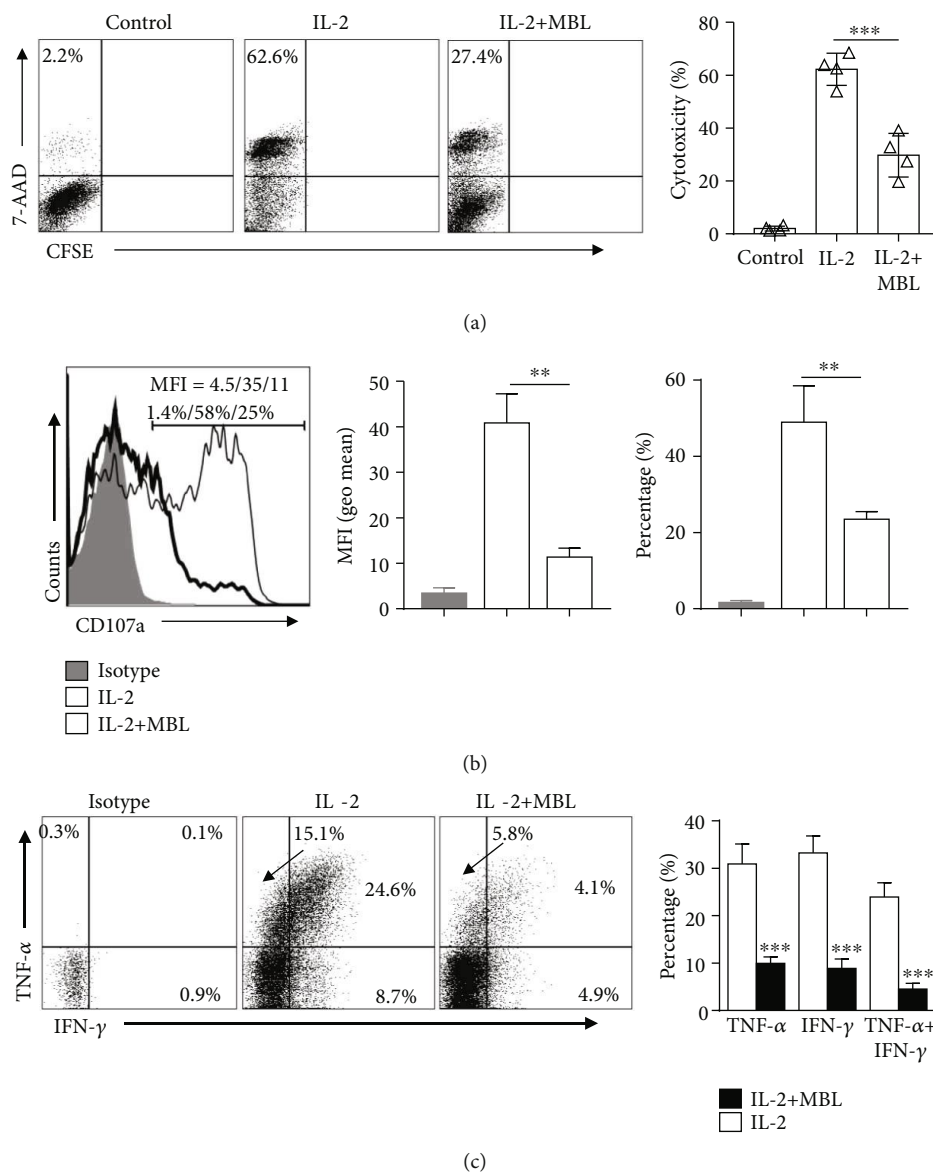 Control IL-2 IL-2+MBL
2.2% 62.6% 27.4%
7-AAD
CFSE
Cytotoxicity (%)
80
60
40
20
0
***
Control IL-2 IL-2+
MBL
(a)
MFI = 4.5/35/11
1.4%/58%/25%
Counts
CD107a
MFI (geo mean)
50
40
30
20
10
0
**
Percentage (%)
60
40
20
0
**
Isotype
IL-2
IL-2+MBL
(b)
Isotype IL -2 IL -2+MBL
0.3% 0.1% 15.1% 5.8%
24.6% 4.1%
0.9% 8.7% 4.9%
TNF-α
IFN-γ
Percentage (%)
40
30
20
10
0
*** *** ***
TNF-α IFN-γ TNF-α+
IFN-γ
IL-2+MBL
IL-2
(c)